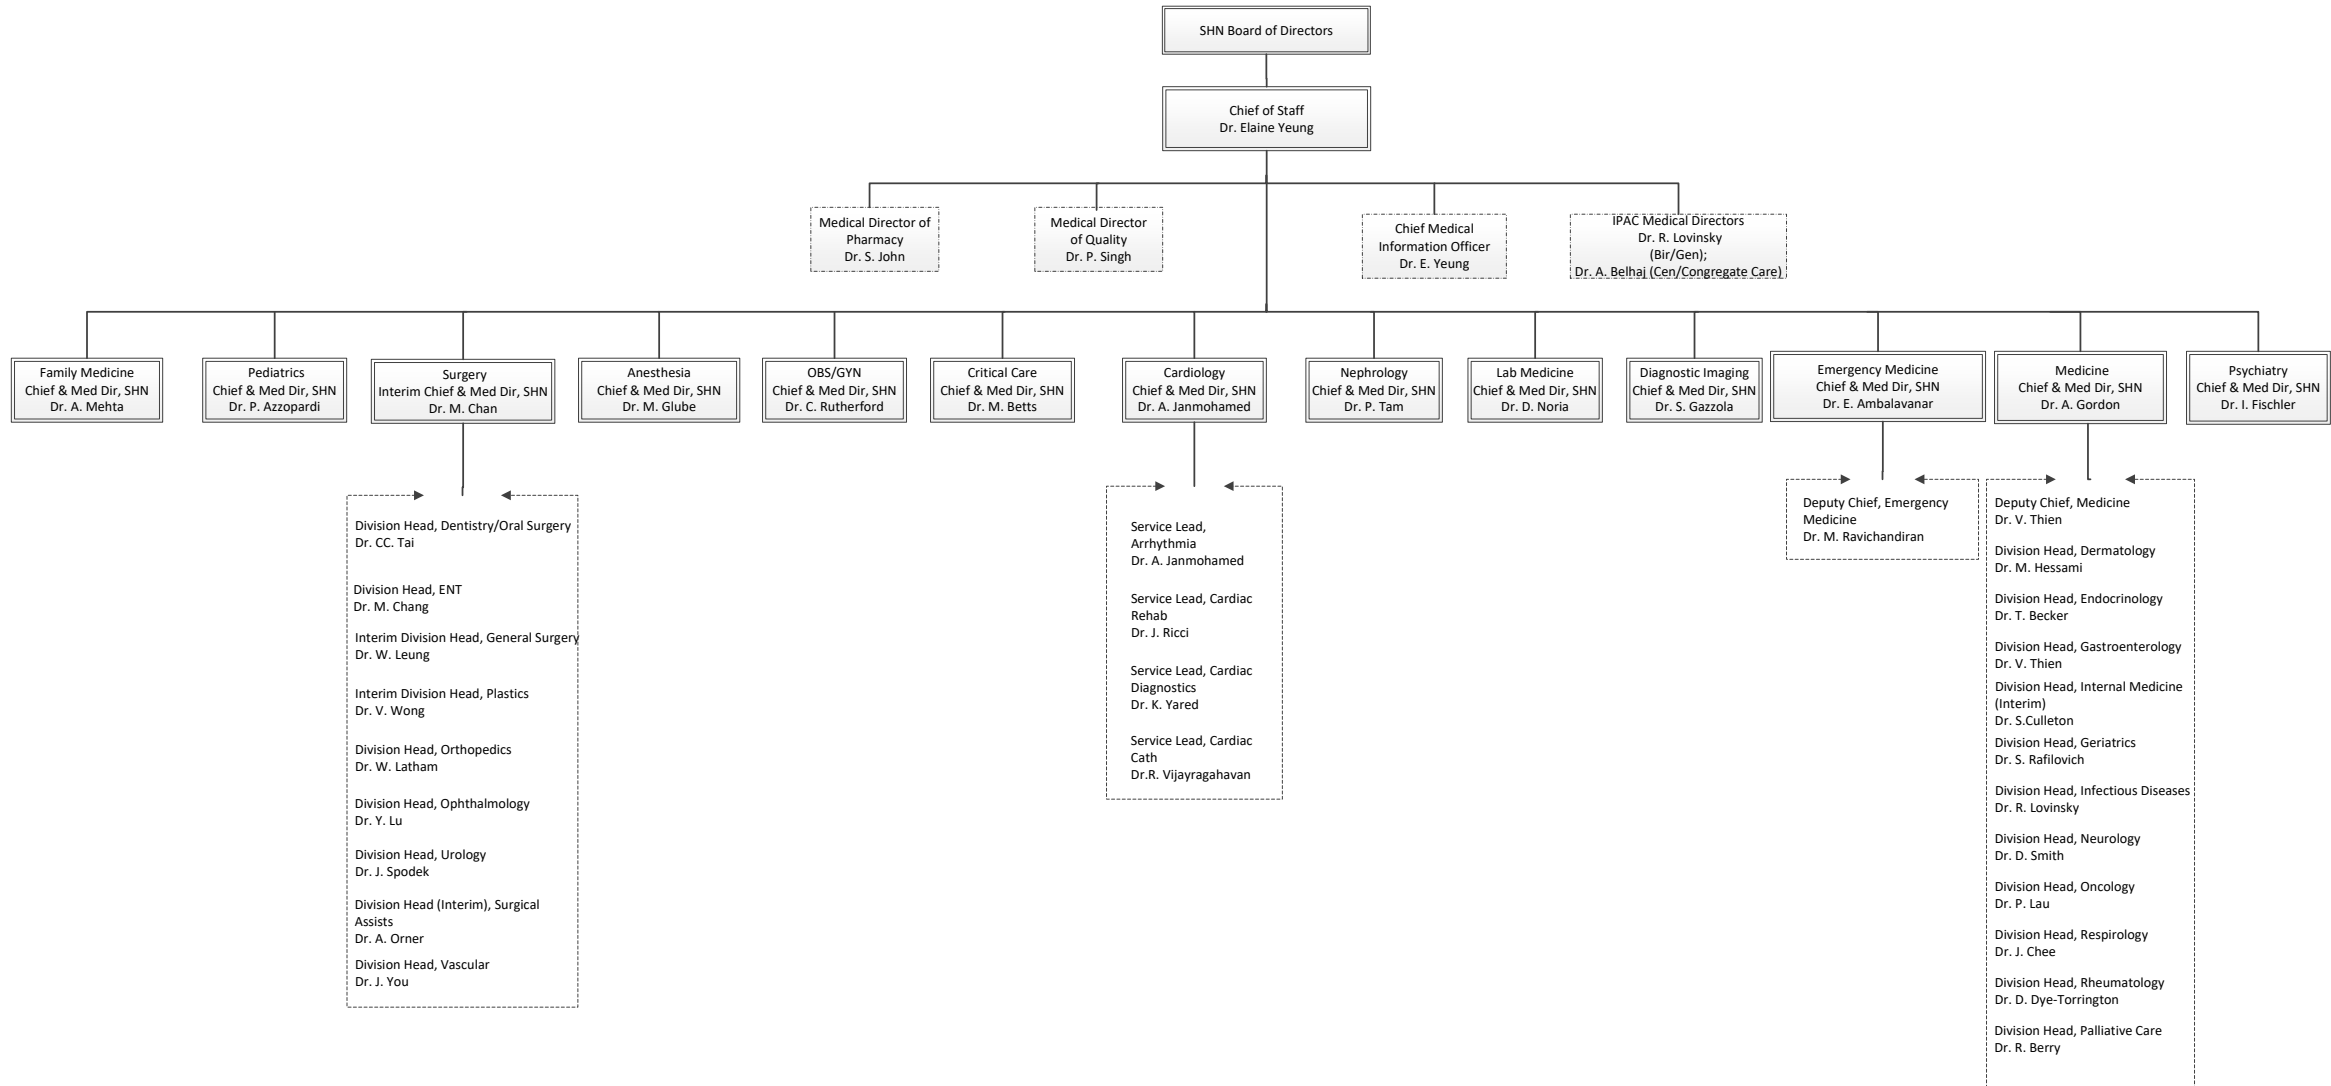 SHN Board of Directors
Chief of Staff
Dr. Elaine Yeung
Medical Director of
Pharmacy
Dr. S. John
Medical Director
of Quality
Dr. P. Singh
Chief Medical
Information Officer
Dr. E. Yeung
IPAC Medical Directors
Dr. R. Lovinsky
(Bir/Gen);
Dr. A. Belhaj (Cen/Congregate Care)
Family Medicine
Chief & Med Dir, SHN
Dr. A. Mehta
Pediatrics
Chief & Med Dir, SHN
Dr. P. Azzopardi
Surgery
Interim Chief & Med Dir, SHN
Dr. M. Chan
Anesthesia
Chief & Med Dir, SHN
Dr. M. Glube
OBS/GYN
Chief & Med Dir, SHN
Dr. C. Rutherford
Critical Care
Chief & Med Dir, SHN
Dr. M. Betts
Cardiology
Chief & Med Dir, SHN
Dr. A. Janmohamed
Nephrology
Chief & Med Dir, SHN
Dr. P. Tam
Lab Medicine
Chief & Med Dir, SHN
Dr. D. Noria
Diagnostic Imaging
Chief & Med Dir, SHN
Dr. S. Gazzola
Emergency Medicine
Chief & Med Dir, SHN
Dr. E. Ambalavanar
Medicine
Chief & Med Dir, SHN
Dr. A. Gordon
Psychiatry
Chief & Med Dir, SHN
Dr. I. Fischler
Division Head, Dentistry/Oral Surgery
Dr. CC. Tai
Division Head, ENT
Dr. M. Chang
Interim Division Head, General Surgery
Dr. W. Leung
Interim Division Head, Plastics
Dr. V. Wong
Division Head, Orthopedics
Dr. W. Latham
Division Head, Ophthalmology
Dr. Y. Lu
Division Head, Urology
Dr. J. Spodek
Division Head (Interim), Surgical
Assists
Dr. A. Orner
Division Head, Vascular
Dr. J. You
Service Lead,
Arrhythmia
Dr. A. Janmohamed
Service Lead, Cardiac
Rehab
Dr. J. Ricci
Service Lead, Cardiac
Diagnostics
Dr. K. Yared
Service Lead, Cardiac
Cath
Dr.R. Vijayragahavan
Deputy Chief, Emergency
Medicine
Dr. M. Ravichandiran
Deputy Chief, Medicine
Dr. V. Thien
Division Head, Dermatology
Dr. M. Hessami
Division Head, Endocrinology
Dr. T. Becker
Division Head, Gastroenterology
Dr. V. Thien
Division Head, Internal Medicine
(Interim)
Dr. S.Culleton
Division Head, Geriatrics
Dr. S. Rafilovich
Division Head, Infectious Diseases
Dr. R. Lovinsky
Division Head, Neurology
Dr. D. Smith
Division Head, Oncology
Dr. P. Lau
Division Head, Respirology
Dr. J. Chee
Division Head, Rheumatology
Dr. D. Dye-Torrington
Division Head, Palliative Care
Dr. R. Berry